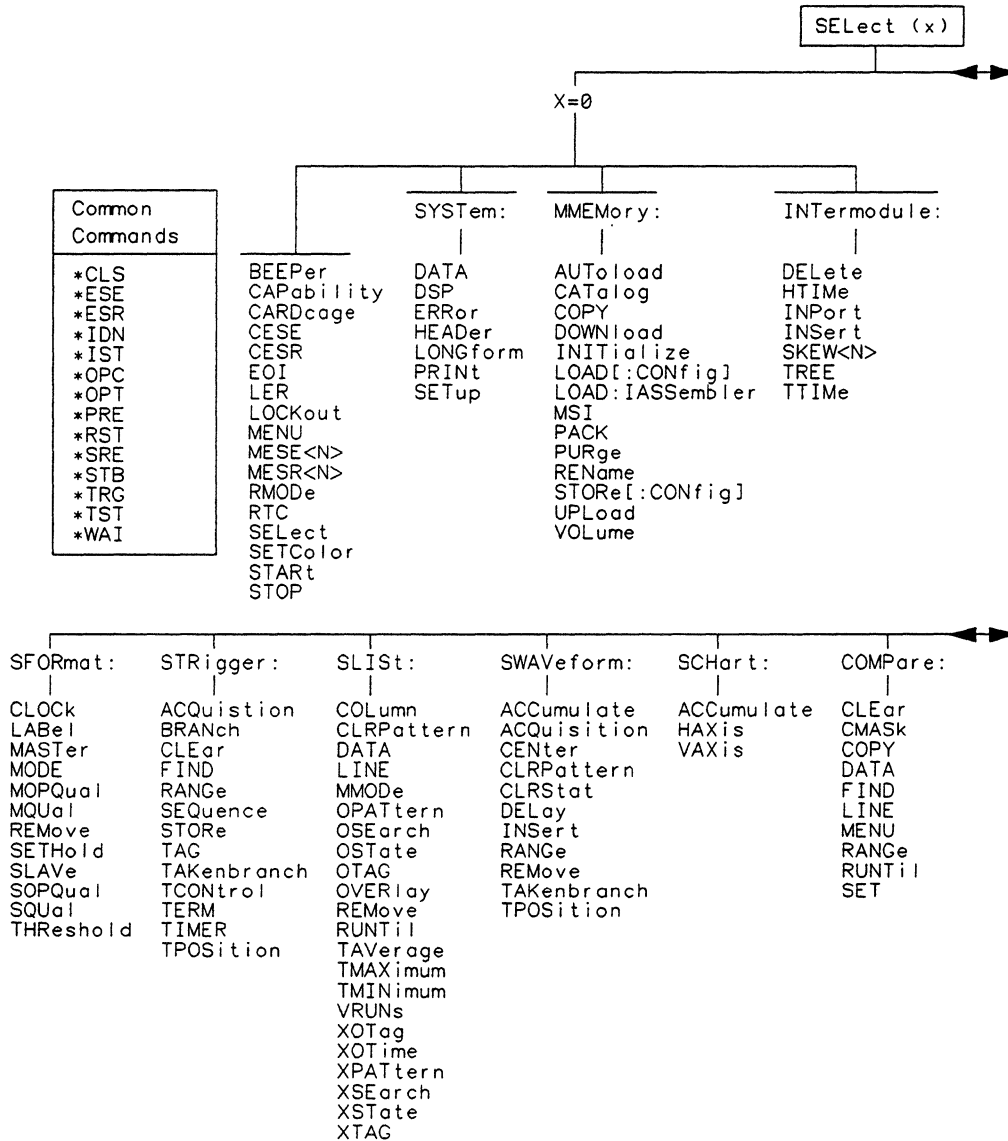 SELect (x)
X=0
Common
Commands
*CLS
*ESE
*ESR
*IDN
*IST
*OPC
*OPT
*PRE
*RST
*SRE
*STB
*TRG
*TST
*WAI
BEEPer
CAPability
CARDcage
CESE
CESR
EOI
LER
LOCKout
MENU
MESE<N>
MESR<N>
RMODe
RTC
SELect
SETColor
STARt
STOP
SYSTem:
DATA
DSP
ERRor
HEADer
LONGform
PRINt
SETup
MMEMory:
AUToload
CATalog
COPY
DOWNload
INITialize
LOAD[:CONfig]
LOAD:IASSembler
MSI
PACK
PURge
REName
STORe[:CONfig]
UPLoad
VOLume
INTermodule:
DELete
HTIMe
INPort
INSert
SKEW<N>
TREE
TTIMe
SFORmat:
CLOCk
LABel
MASTer
MODE
MOPQual
MQUal
REMove
SETHold
SLAVe
SOPQual
SQUal
THReshold
STRigger:
ACQuistion
BRANch
CLEar
FIND
RANGe
SEQuence
STORe
TAG
TAKenbranch
TCONtrol
TERM
TIMER
TPOSition
SLISt:
COLumn
CLRPattern
DATA
LINE
MMODe
OPATtern
OSEarch
OSTate
OTAG
OVERlay
REMove
RUNTil
TAVerage
TMAXimum
TMINimum
VRUNs
XOTag
XOTime
XPATtern
XSEarch
XSTate
XTAG
SWAVeform:
ACCumulate
ACQuisition
CENter
CLRPattern
CLRStat
DELay
INSert
RANGe
REMove
TAKenbranch
TPOSition
SCHart:
ACCumulate
HAXis
VAXis
COMPare:
CLEar
CMASk
COPY
DATA
FIND
LINE
MENU
RANGe
RUNTil
SET